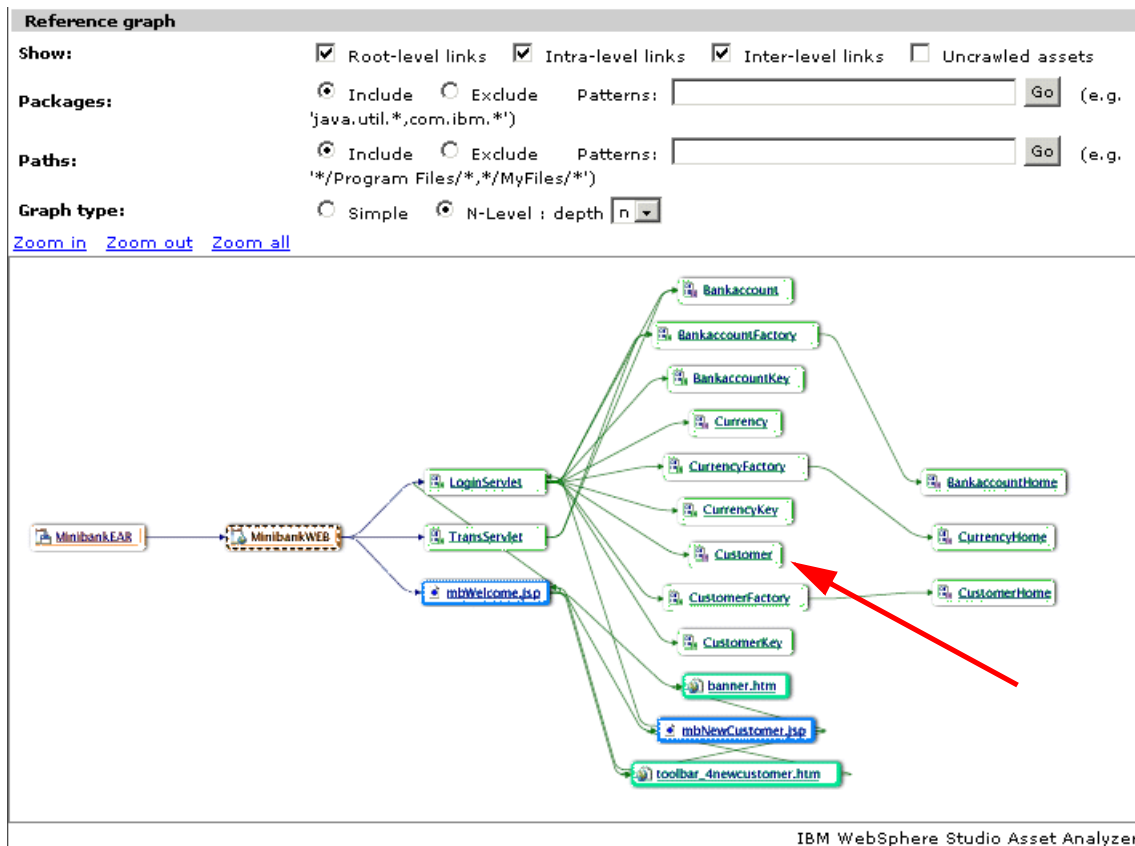 Reference graph
Show: Root-level links Intra-level links Inter-level links Uncrawled assets
Packages: Include Exclude Patterns: Go (e.g.
'java.util.*,com.ibm.*')
Paths: Include Exclude Patterns: Go (e.g.
'*/Program Files/*,*/MyFiles/*')
Graph type: Simple N-Level : depth n
Zoom in Zoom out Zoom all
Bankaccount
BankaccountFactory
BankaccountKey
Currency
CurrencyFactory
LoginServlet
BankaccountHome
CurrencyKey
MinibankEAR
MinibankWEB
TransServlet
CurrencyHome
Customer
mbWelcome.jsp
CustomerFactory
CustomerHome
CustomerKey
banner.htm
mbNewCustomer.jsp
toolbar_4newcustomer.htm
IBM WebSphere Studio Asset Analyzer